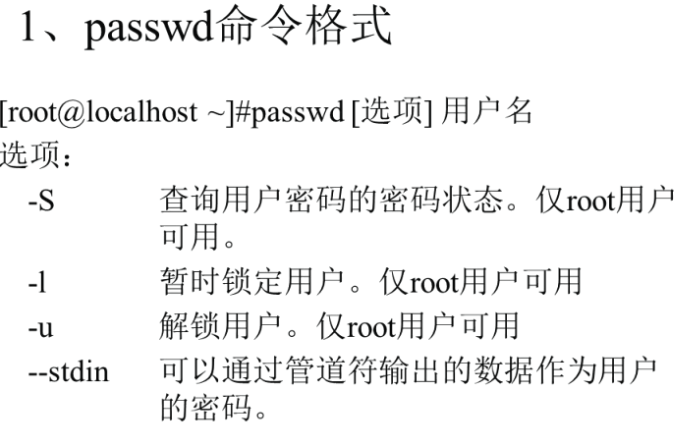 1、passwd命令格式
[root@localhost ~]#passwd [选项] 用户名
选项：
-S 查询用户密码的密码状态。仅root用户
可用。
-l 暂时锁定用户。仅root用户可用
-u 解锁用户。仅root用户可用
--stdin 可以通过管道符输出的数据作为用户
的密码。